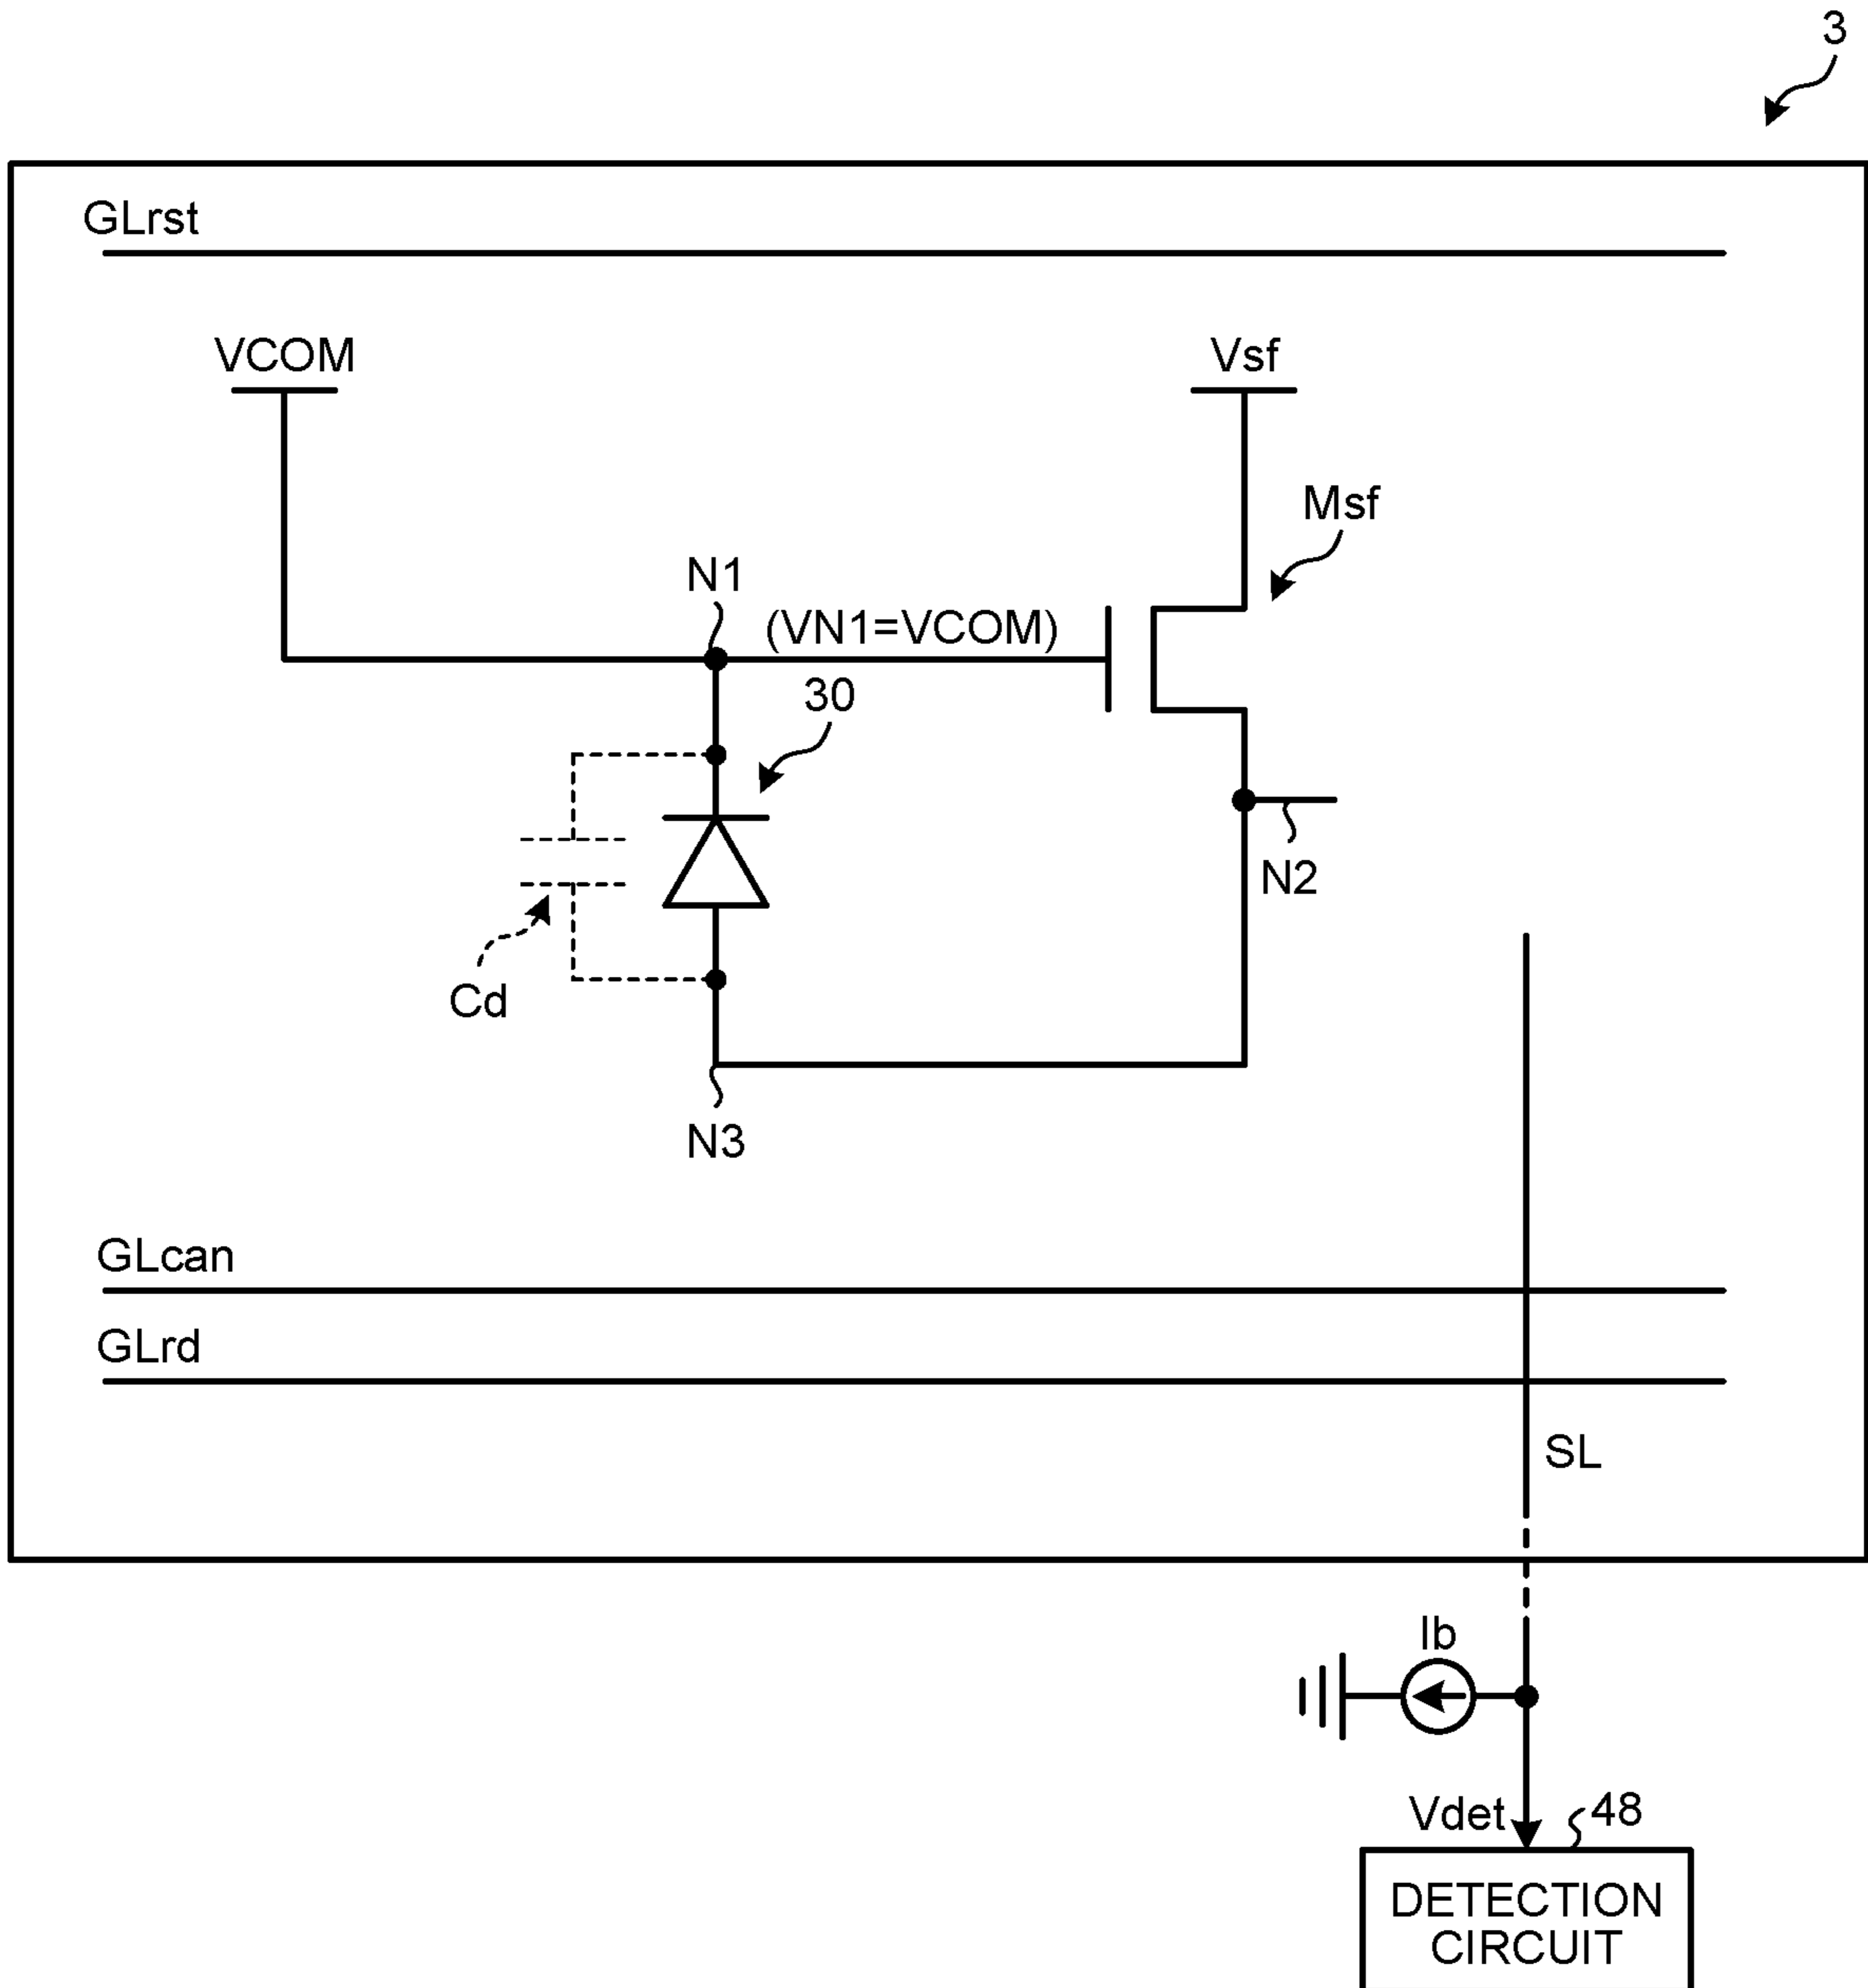 3
GLrst
VCOM
Vsf
Msf
N1
(VN1=VCOM)
30
N2
Cd
N3
GLcan
GLrd
SL
Ib
Vdet
48
DETECTION
CIRCUIT